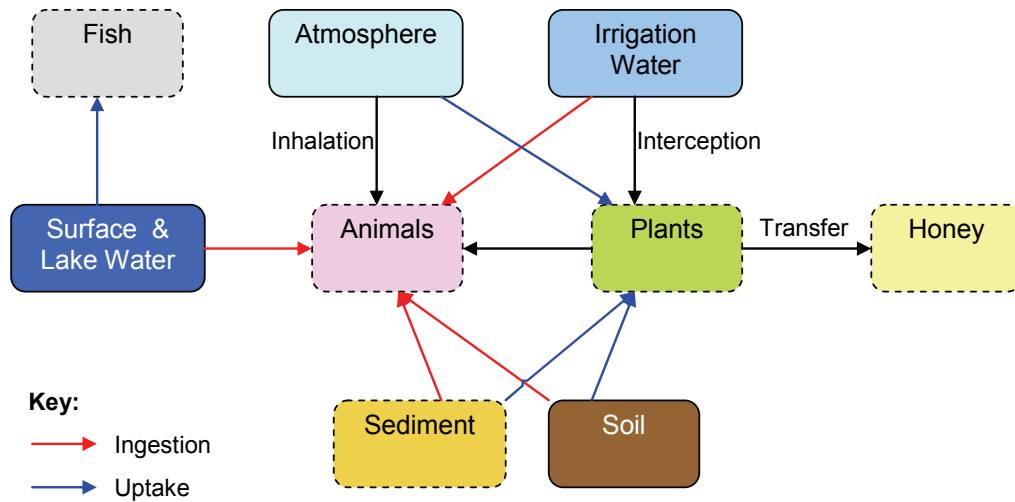 Fish
Atmosphere
Irrigation
Water
Inhalation
Interception
Surface &
Lake Water
Animals
Plants
Transfer
Honey
Key:
Ingestion
Uptake
Sediment
Soil